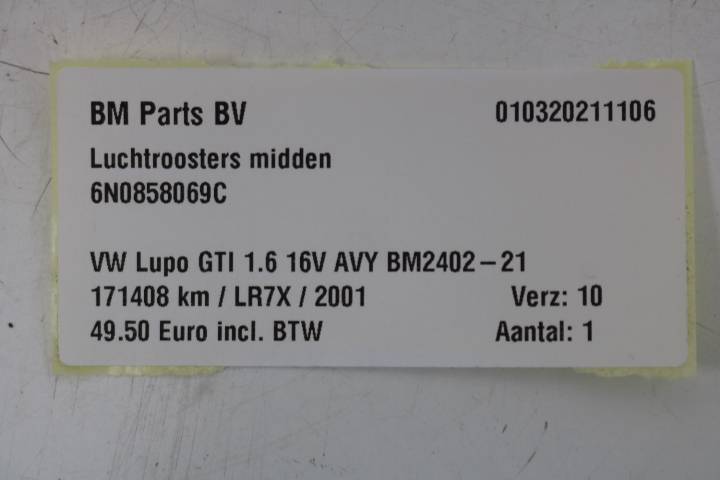 BM Parts BV 010320211106
Luchtroosters midden
6N0858069C
VW Lupo GTI 1.6 16V AVY BM2402-21
171408 km / LR7X / 2001 Verz: 10
49.50 Euro incl. BTW Aantal: 1